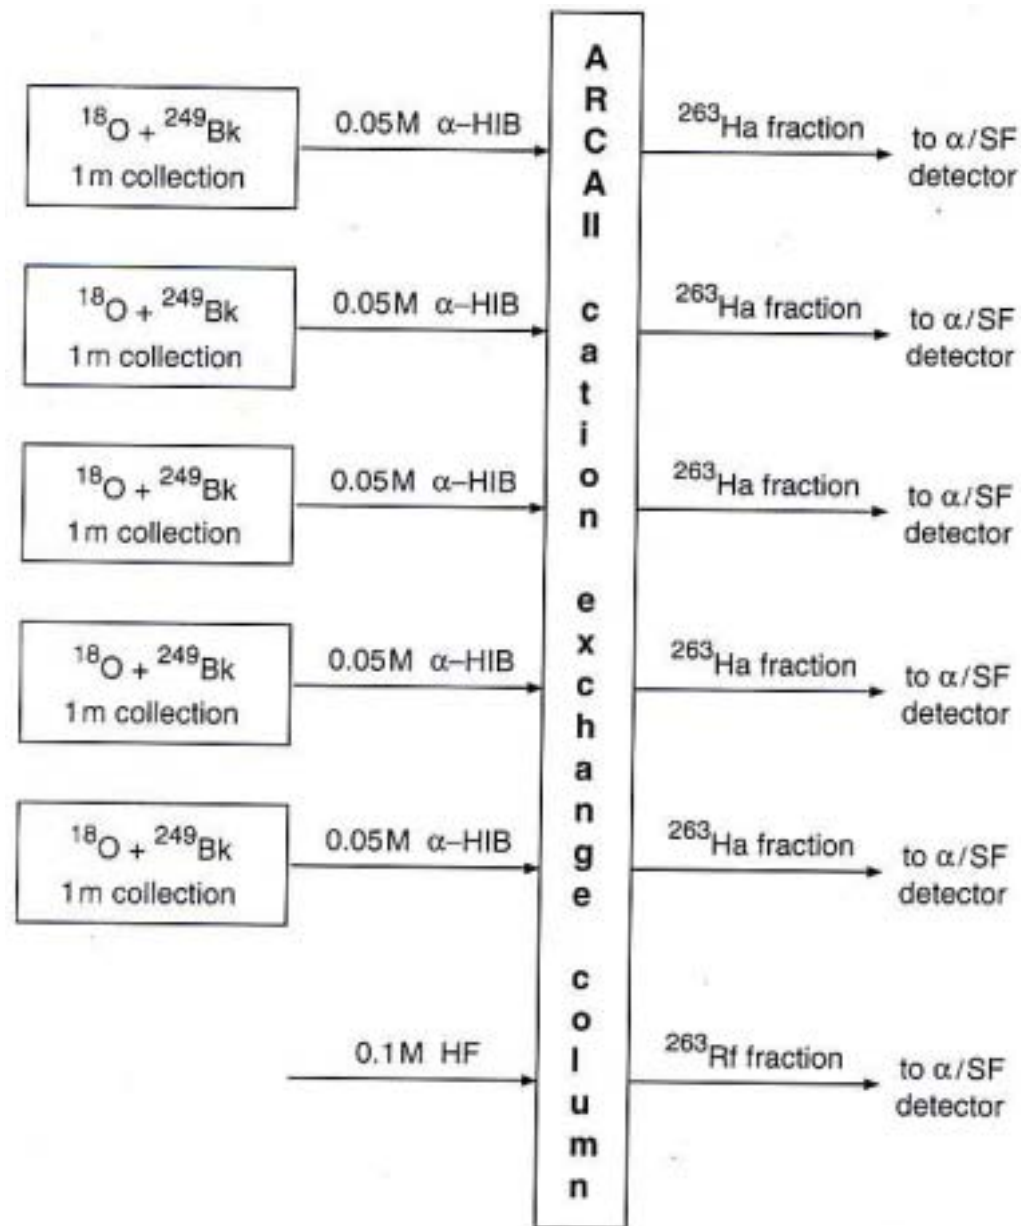 ¹⁸O + ²⁴⁹Bk
1m collection
0.05M α–HIB
²⁶³Ha fraction
to α/SF
detector
¹⁸O + ²⁴⁹Bk
1m collection
0.05M α–HIB
²⁶³Ha fraction
to α/SF
detector
¹⁸O + ²⁴⁹Bk
1m collection
0.05M α–HIB
²⁶³Ha fraction
to α/SF
detector
¹⁸O + ²⁴⁹Bk
1m collection
0.05M α–HIB
²⁶³Ha fraction
to α/SF
detector
¹⁸O + ²⁴⁹Bk
1m collection
0.05M α–HIB
²⁶³Ha fraction
to α/SF
detector
0.1M HF
²⁶³Rf fraction
to α/SF
detector
ARCAII cation exchange column